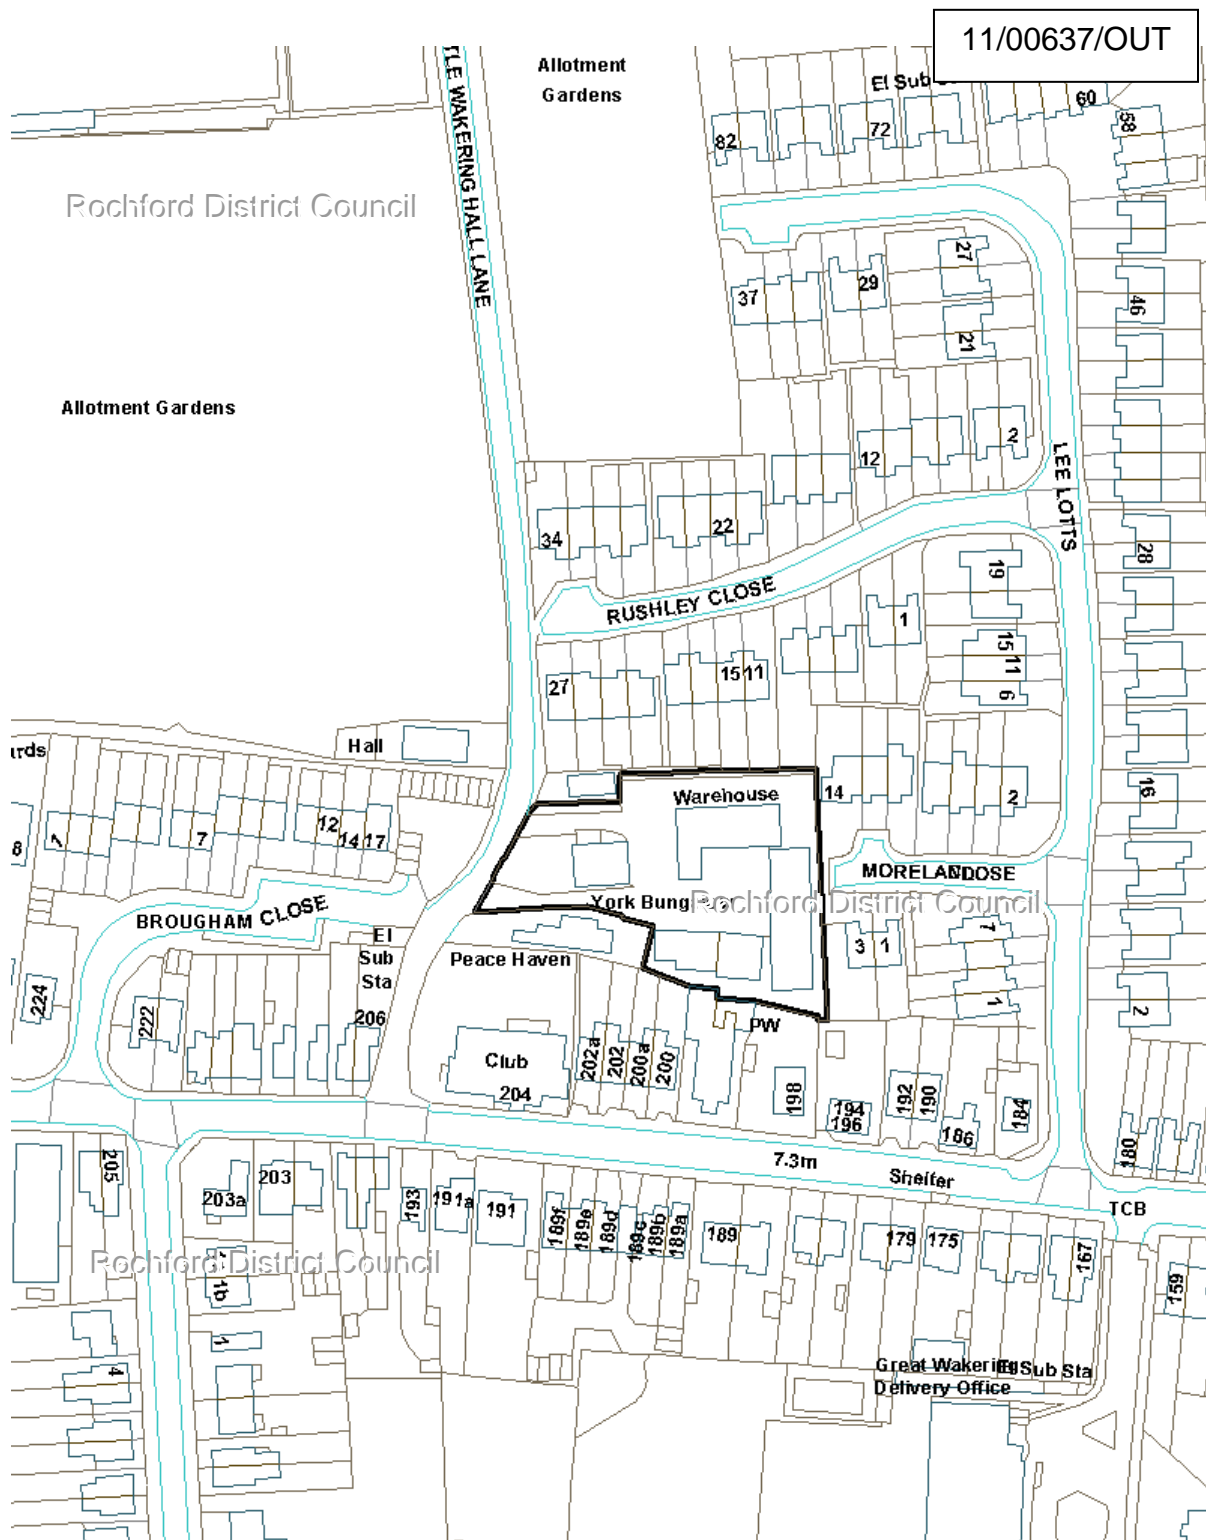 11/00637/OUT
Allotment
Gardens
El Sub
60
58
82
72
TLE WAKERING HALL LANE
Rochford District Council
27
37
29
46
21
Allotment Gardens
2
12
LEE LOTTS
34
22
28
19
RUSHLEY CLOSE
1
15
11
6
27
15 11
Hall
Warehouse
14
2
16
1
7
12
14 17
8
MORELAND CLOSE
York Bung
Rochford District Council
BROUGHAM CLOSE
El
Sub
Sta
Peace Haven
3 1
7
1
2
224
222
206
PW
Club
204
202a
202
200a
200
198
194
196
192
190
186
184
180
7.3m
Shelter
TCB
205
203a
203
193
191a
191
189f
189e
189d
189c
189b
189a
189
179
175
167
159
Rochford District Council
1b
1
4
Great Wakering
Delivery Office
El Sub Sta